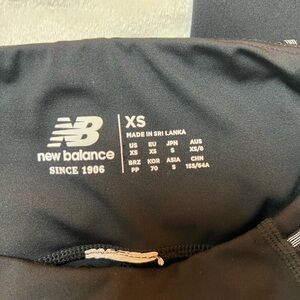 NB
new balance
SINCE 1906
XS
MADE IN SRI LANKA
US EU JPN AUS
XS XS S XS/6
BRZ KOR ASIA CHN
PP 70 S 155/64A